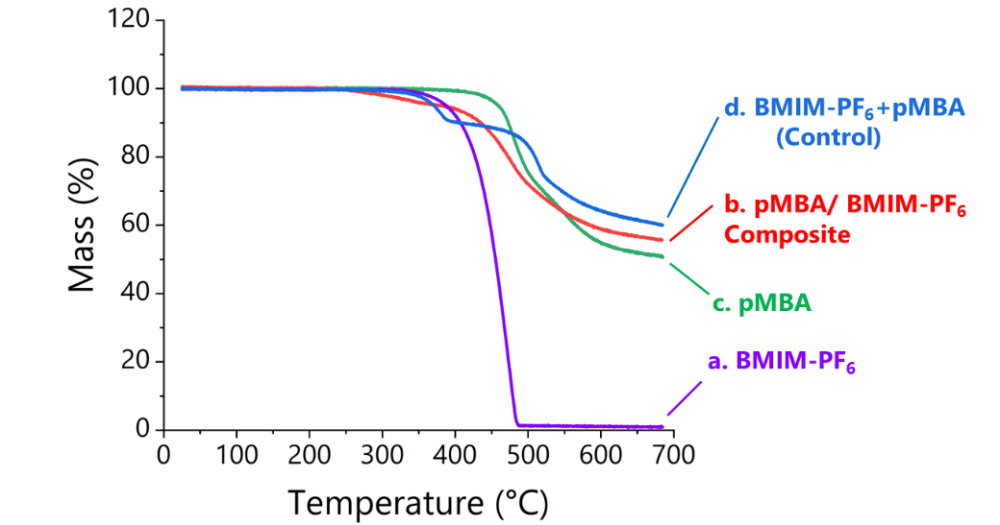 120
100
80
60
40
20
0
Mass (%)
0 100 200 300 400 500 600 700
Temperature (°C)
d. BMIM-PF₆+pMBA
(Control)
b. pMBA/ BMIM-PF₆
Composite
c. pMBA
a. BMIM-PF₆